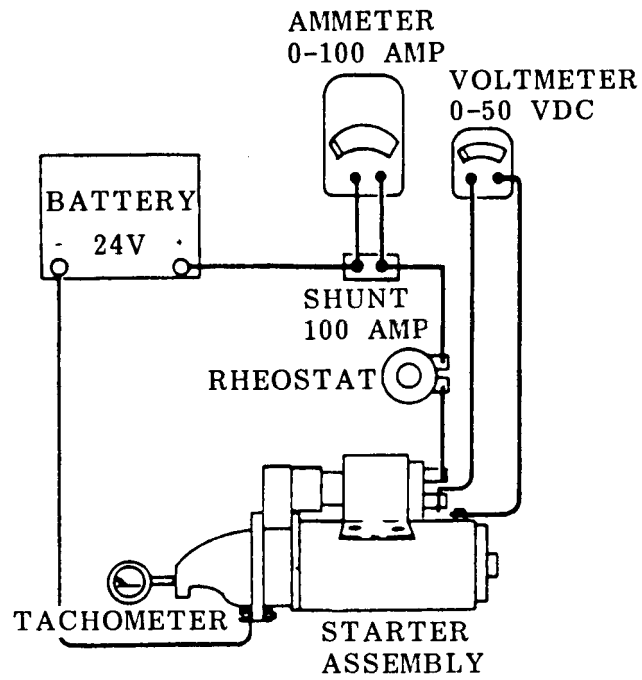 AMMETER
0-100 AMP
VOLTMETER
0-50 VDC
BATTERY
- 24V +
SHUNT
100 AMP
RHEOSTAT
TACHOMETER
STARTER
ASSEMBLY